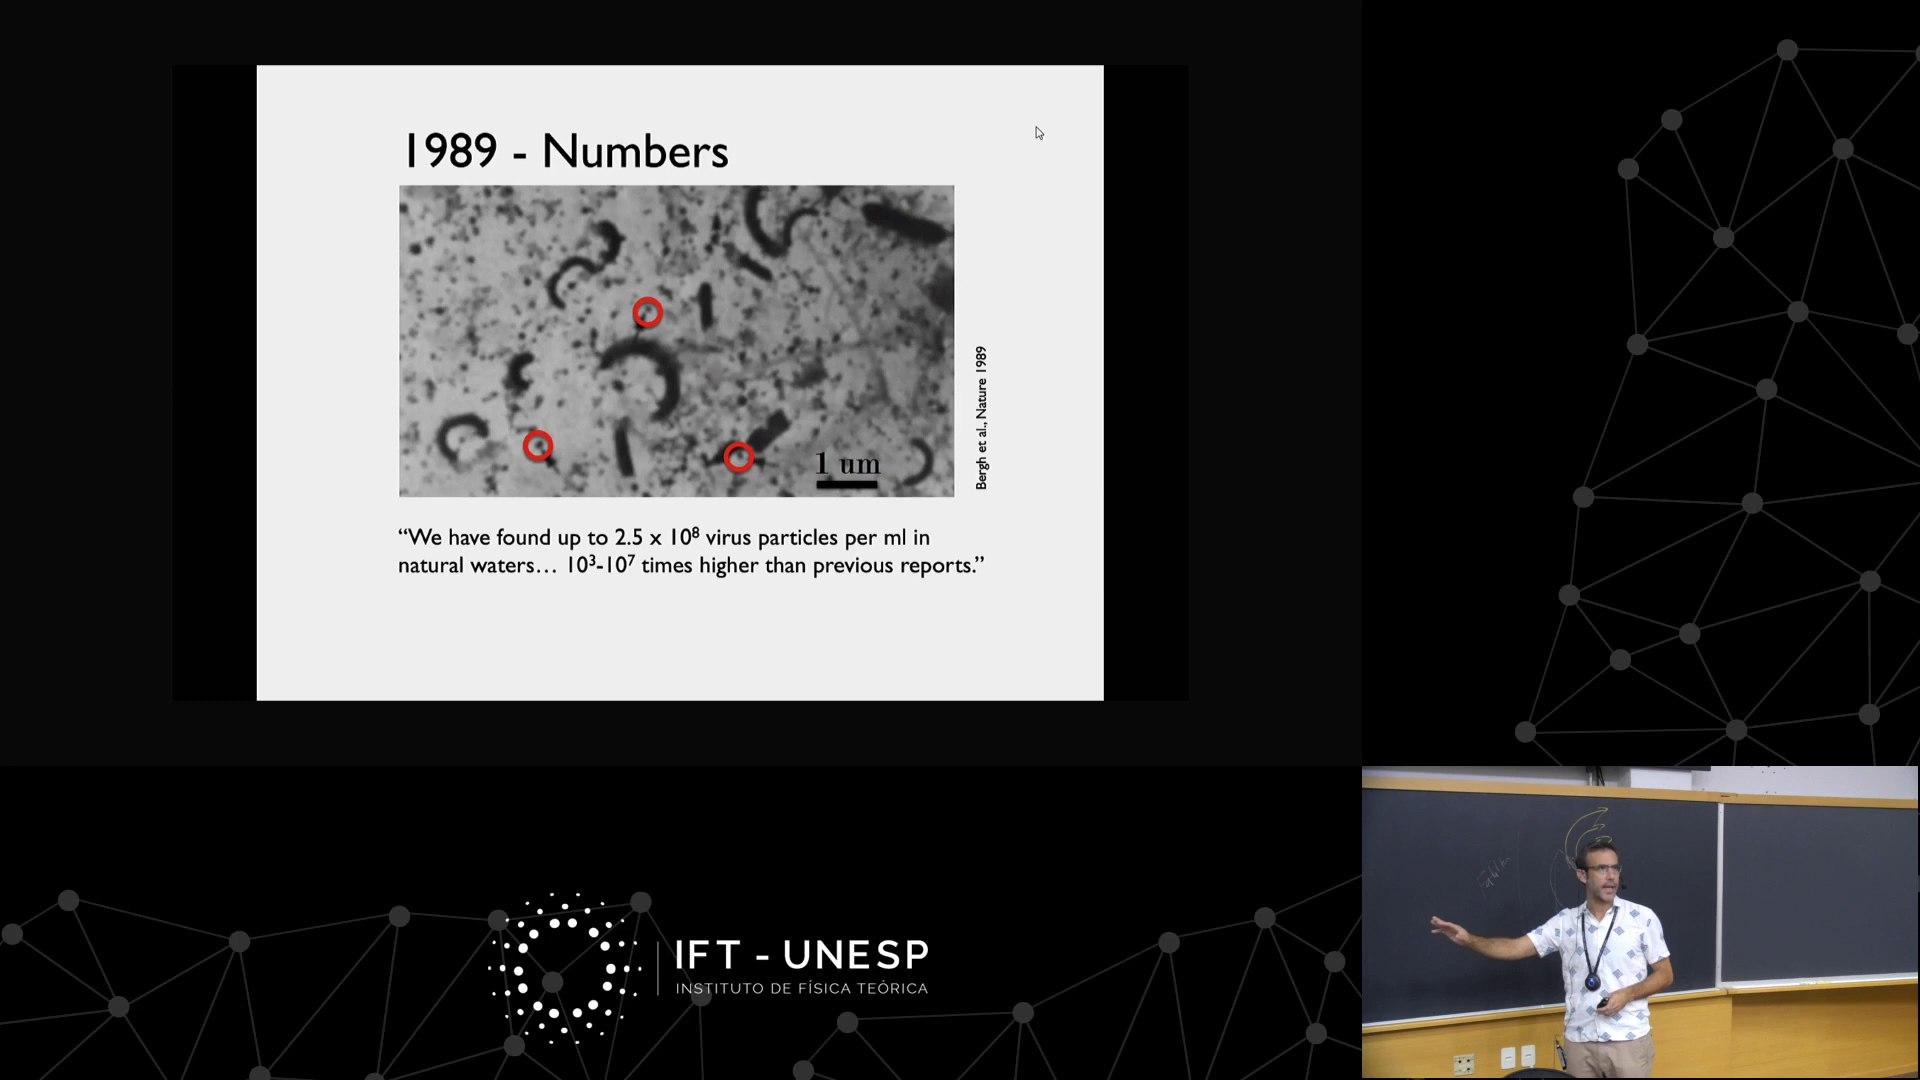 1989 - Numbers
1 um
Bergh et al., Nature 1989
“We have found up to 2.5 x 10⁸ virus particles per ml in
natural waters… 10³-10⁷ times higher than previous reports.”
IFT - UNESP
INSTITUTO DE FÍSICA TEÓRICA